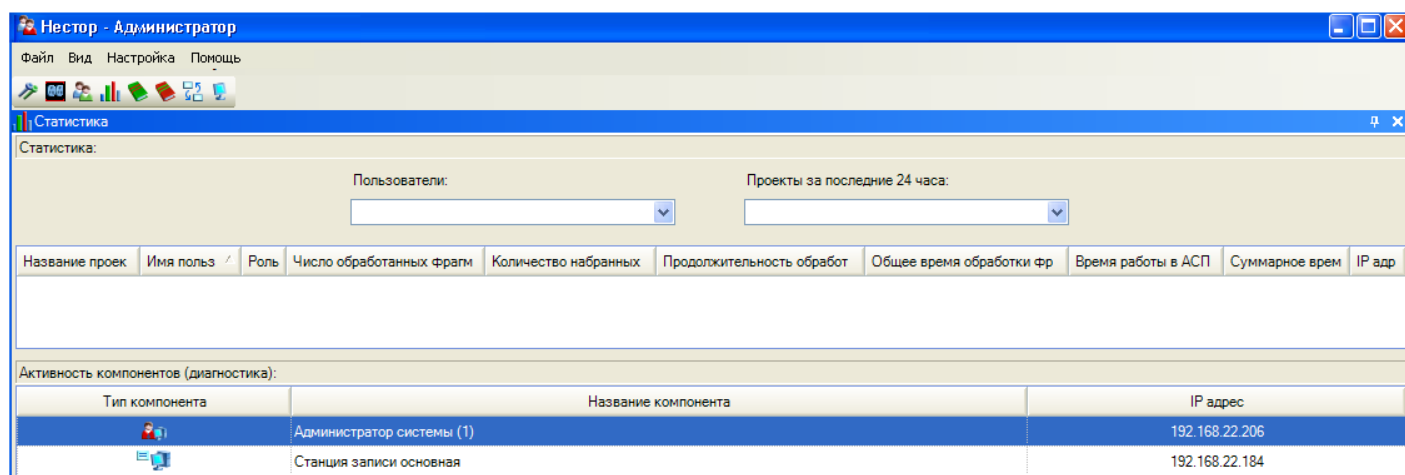 Нестор - Администратор
Файл Вид Настройка Помощь
Статистика
Статистика:
Пользователи: Проекты за последние 24 часа:
Название проек Имя польз Роль Число обработанных фрагм Количество набранных Продолжительность обработ Общее время обработки фр Время работы в АСП Суммарное врем IP адр
Активность компонентов (диагностика):
Тип компонента Название компонента IP адрес
Администратор системы (1) 192.168.22.206
Станция записи основная 192.168.22.184